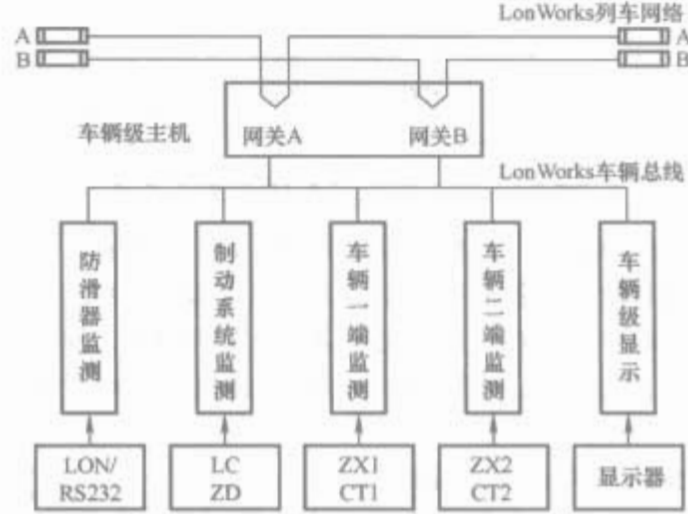 LonWorks列车网络
A
A
B
B
车辆级主机
网关A
网关B
LonWorks车辆总线
防滑器监测
制动系统监测
车辆一端监测
车辆二端监测
车辆级显示
LON/
RS232
LC
ZD
ZX1
CT1
ZX2
CT2
显示器